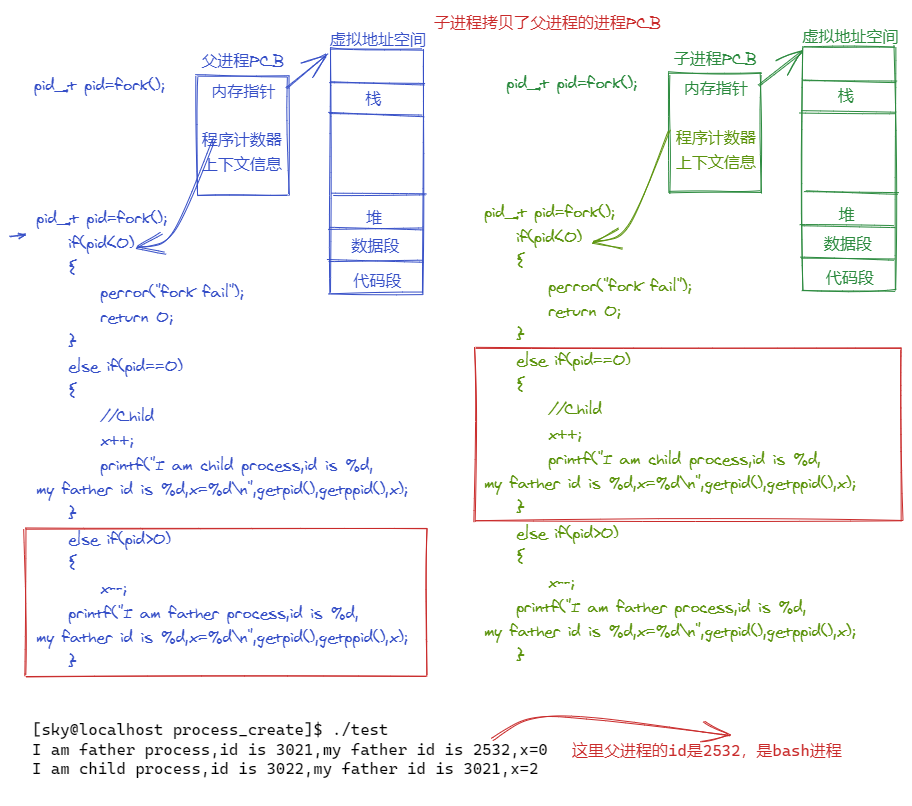 子进程拷贝了父进程的进程PCB
虚拟地址空间
父进程PCB
pid_t pid=fork();
内存指针
栈
程序计数器
上下文信息
堆
数据段
代码段
pid_t pid=fork();
if(pid<0)
{
perror("fork fail");
return 0;
}
else if(pid==0)
{
//Child
x++;
printf("I am child process,id is %d,
my father id is %d,x=%d\n",getpid(),getppid(),x);
}
else if(pid>0)
{
x--;
printf("I am father process,id is %d,
my father id is %d,x=%d\n",getpid(),getppid(),x);
}
虚拟地址空间
子进程PCB
pid_t pid=fork();
内存指针
栈
程序计数器
上下文信息
堆
数据段
代码段
pid_t pid=fork();
if(pid<0)
{
perror("fork fail");
return 0;
}
else if(pid==0)
{
//Child
x++;
printf("I am child process,id is %d,
my father id is %d,x=%d\n",getpid(),getppid(),x);
}
else if(pid>0)
{
x--;
printf("I am father process,id is %d,
my father id is %d,x=%d\n",getpid(),getppid(),x);
}
[sky@localhost process_create]$ ./test
I am father process,id is 3021,my father id is 2532,x=0
I am child process,id is 3022,my father id is 3021,x=2
这里父进程的id是2532，是bash进程